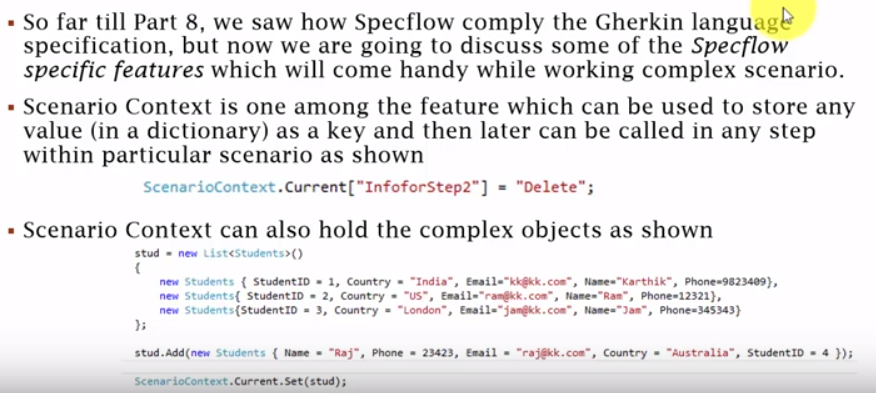 ▪ So far till Part 8, we saw how Specflow comply the Gherkin language
specification, but now we are going to discuss some of the Specflow
specific features which will come handy while working complex scenario.
▪ Scenario Context is one among the feature which can be used to store any
value (in a dictionary) as a key and then later can be called in any step
within particular scenario as shown
ScenarioContext.Current["InfoforStep2"] = "Delete";
▪ Scenario Context can also hold the complex objects as shown
stud = new List<Students>()
{
new Students { StudentID = 1, Country = "India", Email="kk@kk.com", Name="Karthik", Phone=9823409},
new Students{ StudentID = 2, Country = "US", Email="ram@kk.com", Name="Ram", Phone=12321},
new Students{StudentID = 3, Country = "London", Email="jam@kk.com", Name="Jam", Phone=345343}
};
stud.Add(new Students { Name = "Raj", Phone = 23423, Email = "raj@kk.com", Country = "Australia", StudentID = 4 });
ScenarioContext.Current.Set(stud);